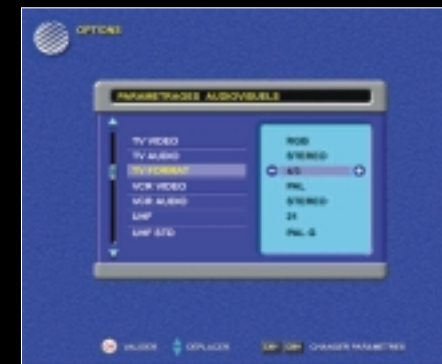 OPTIONS
PARAMETRAGES AUDIOVISUELS
TV VIDEO RGB
TV AUDIO STEREO
TV FORMAT 4/3
VCR VIDEO PAL
VCR AUDIO STEREO
UHF 21
UHF STD PAL G
OK VALIDER DEPLACER CHANGER PARAMETRES